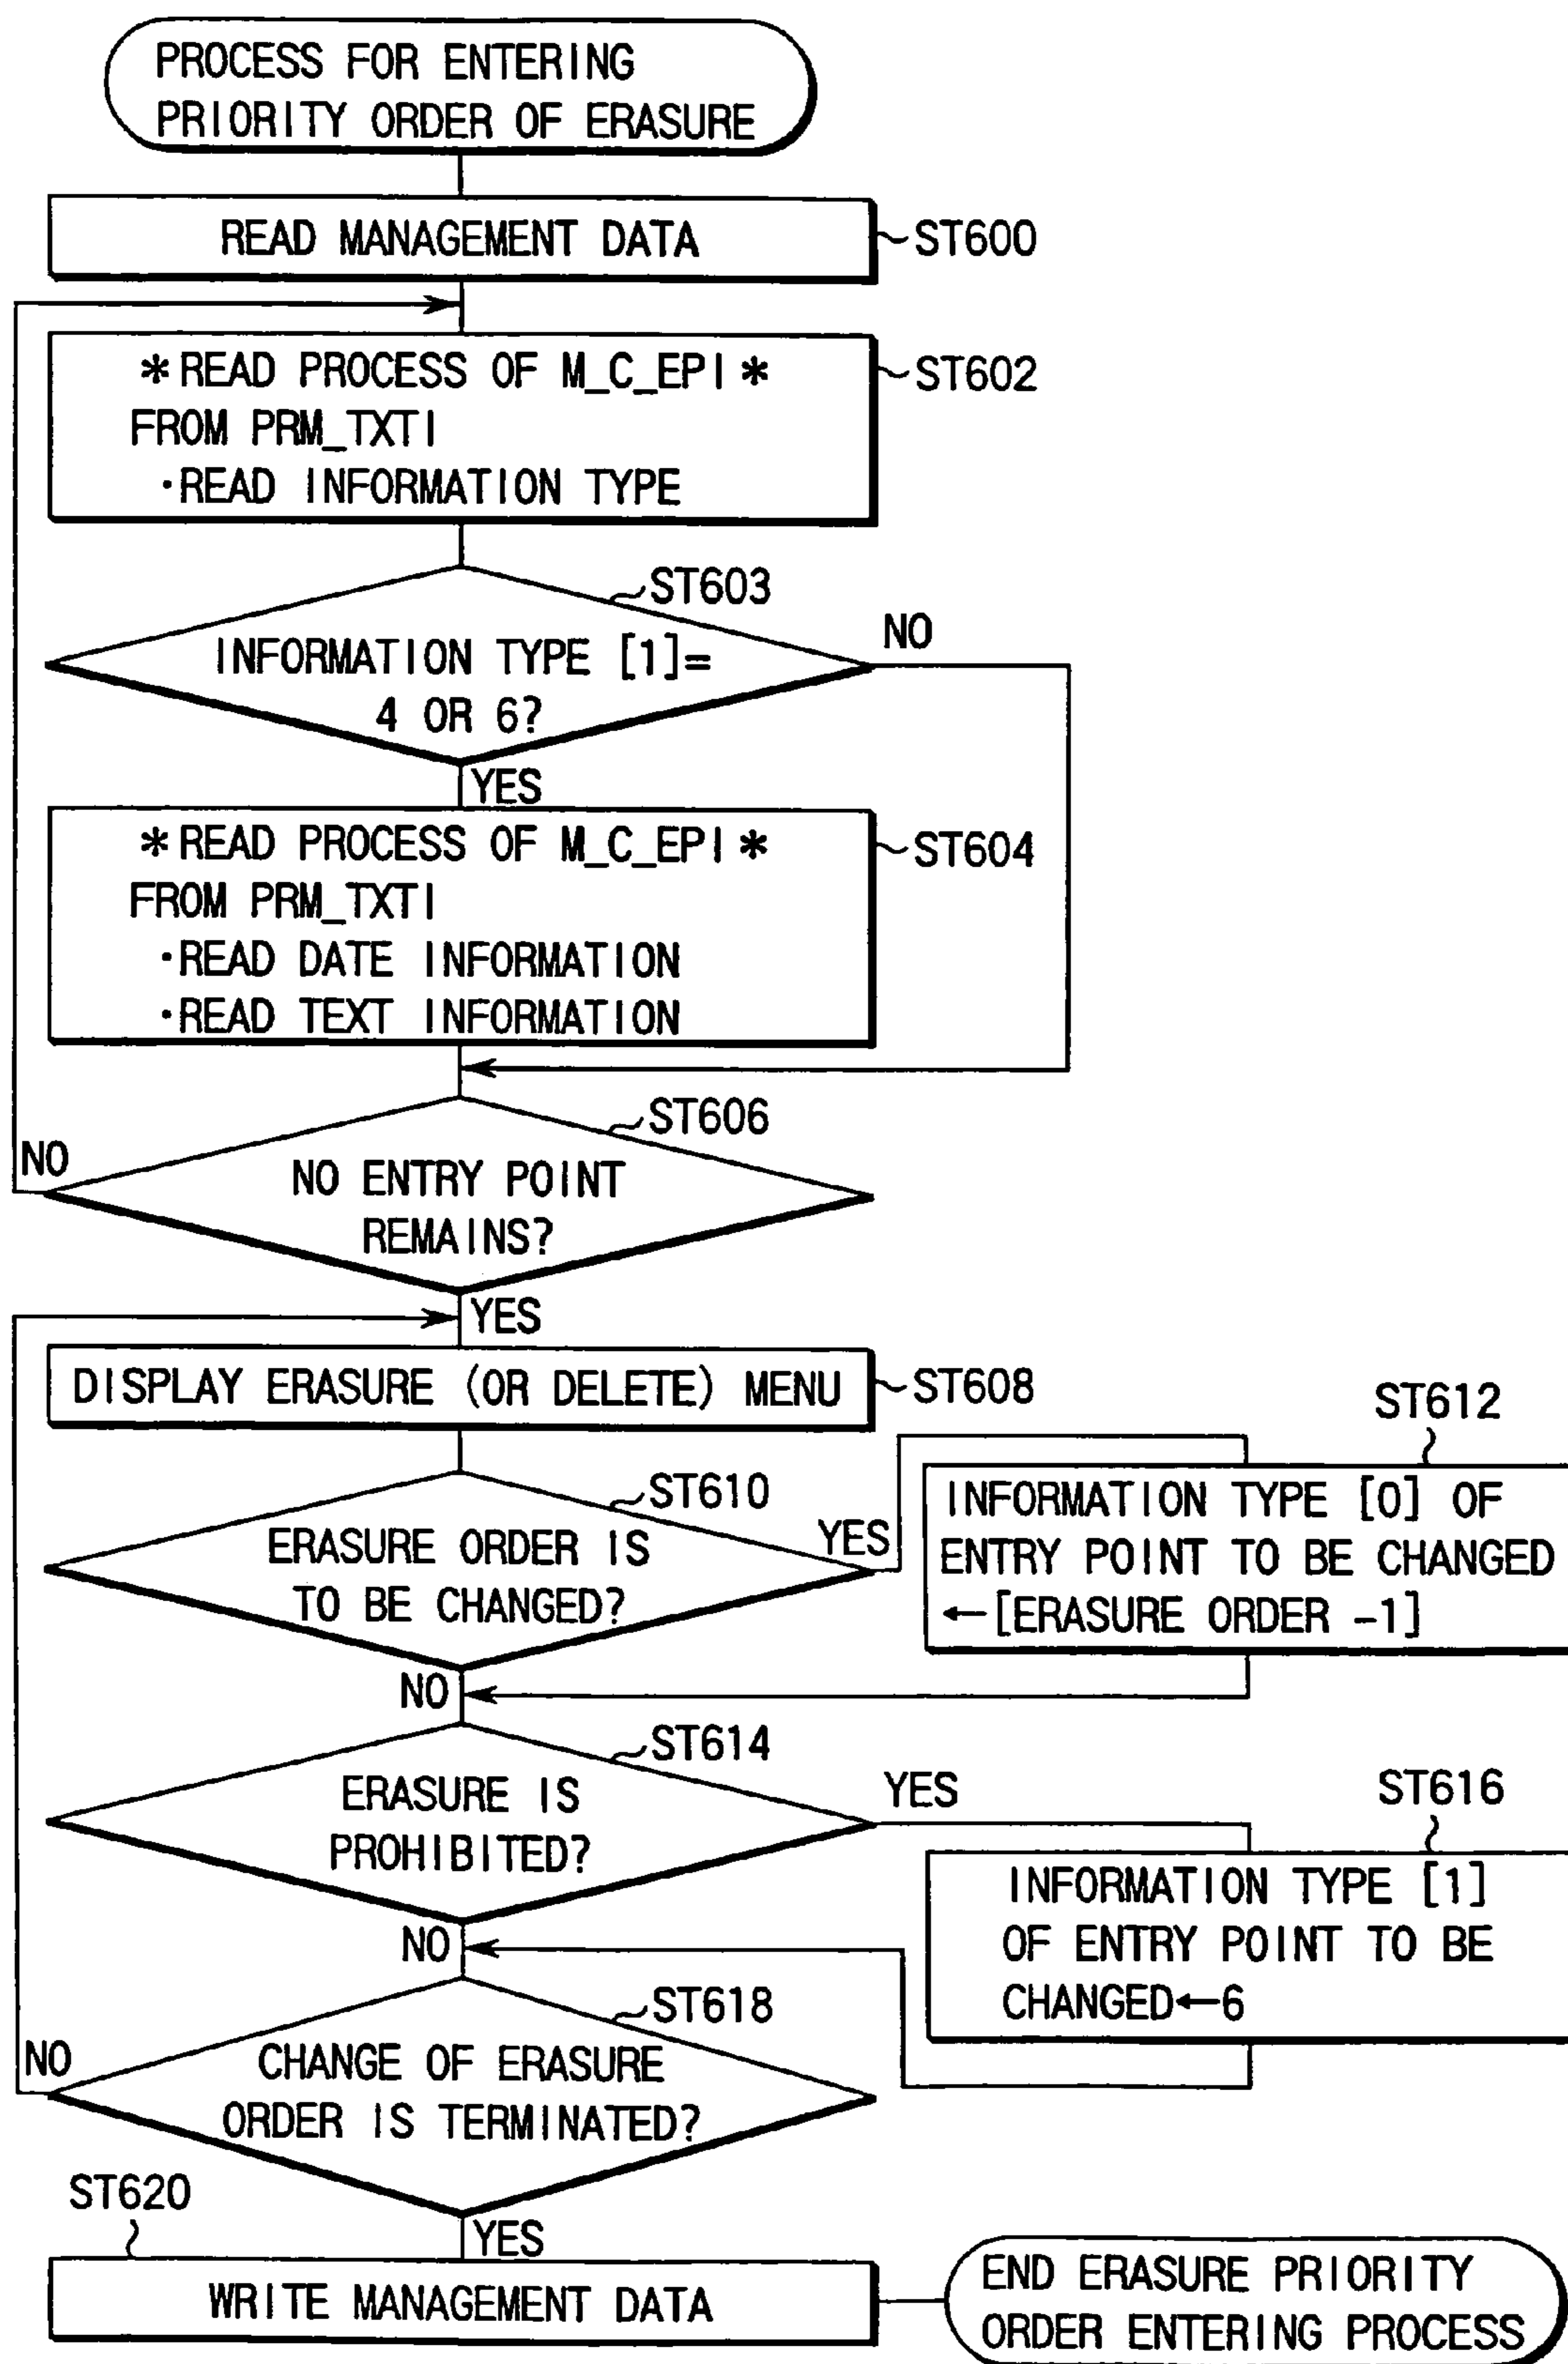 PROCESS FOR ENTERING
PRIORITY ORDER OF ERASURE
READ MANAGEMENT DATA
ST600
*READ PROCESS OF M_C_EPI*
ST602
FROM PRM_TXTI
·READ INFORMATION TYPE
ST603
INFORMATION TYPE [1]=
4 OR 6?
NO
YES
*READ PROCESS OF M_C_EPI*
ST604
FROM PRM_TXTI
·READ DATE INFORMATION
·READ TEXT INFORMATION
ST606
NO
NO ENTRY POINT
REMAINS?
YES
DISPLAY ERASURE (OR DELETE) MENU
ST608
ST610
ERASURE ORDER IS
TO BE CHANGED?
YES
ST612
INFORMATION TYPE [0] OF
ENTRY POINT TO BE CHANGED
←[ERASURE ORDER -1]
NO
ST614
ERASURE IS
PROHIBITED?
YES
ST616
INFORMATION TYPE [1]
OF ENTRY POINT TO BE
CHANGED←6
NO
ST618
NO
CHANGE OF ERASURE
ORDER IS TERMINATED?
ST620
YES
WRITE MANAGEMENT DATA
END ERASURE PRIORITY
ORDER ENTERING PROCESS